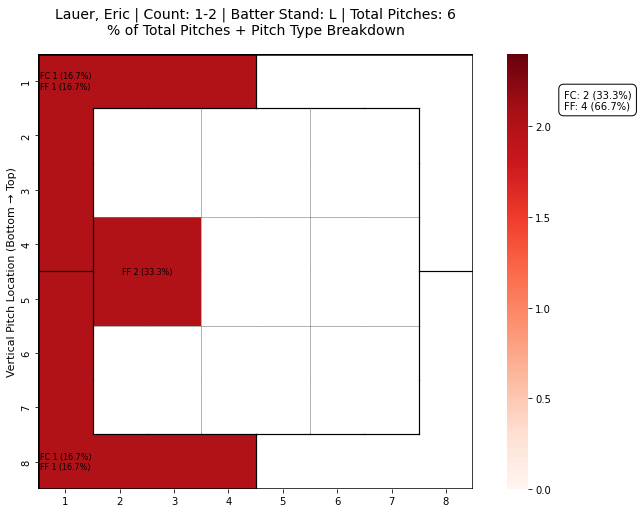 Lauer, Eric | Count: 1-2 | Batter Stand: L | Total Pitches: 6
% of Total Pitches + Pitch Type Breakdown
FC 1 (16.7%)
FF 1 (16.7%)
FF 2 (33.3%)
FC 1 (16.7%)
FF 1 (16.7%)
Vertical Pitch Location (Bottom → Top)
1
2
3
4
5
6
7
8
1
2
3
4
5
6
7
8
2.0
1.5
1.0
0.5
0.0
FC: 2 (33.3%)
FF: 4 (66.7%)